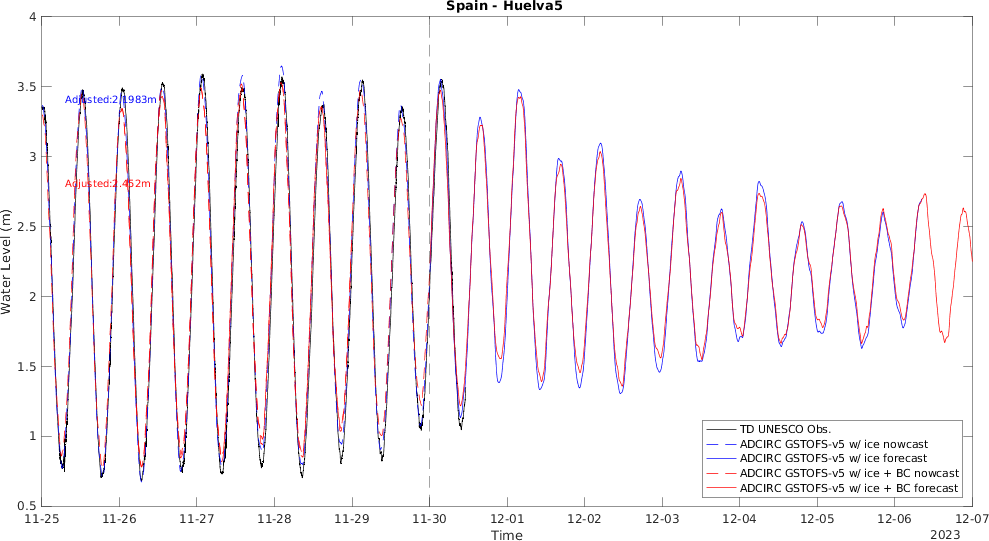 Spain - Huelva5
4
3.5
3
2.5
2
1.5
1
0.5
Water Level (m)
Adjusted:2.1983m
Adjusted:2.452m
TD UNESCO Obs.
ADCIRC GSTOFS-v5 w/ ice nowcast
ADCIRC GSTOFS-v5 w/ ice forecast
ADCIRC GSTOFS-v5 w/ ice + BC nowcast
ADCIRC GSTOFS-v5 w/ ice + BC forecast
11-25 11-26 11-27 11-28 11-29 11-30 12-01 12-02 12-03 12-04 12-05 12-06 12-07
Time
2023